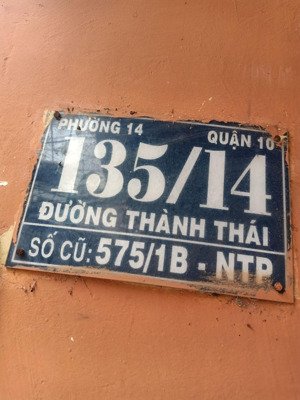 PHƯỜNG 14 QUẬN 10
135/14
ĐƯỜNG THÀNH THÁI
SỐ CŨ: 575/1B - NTP